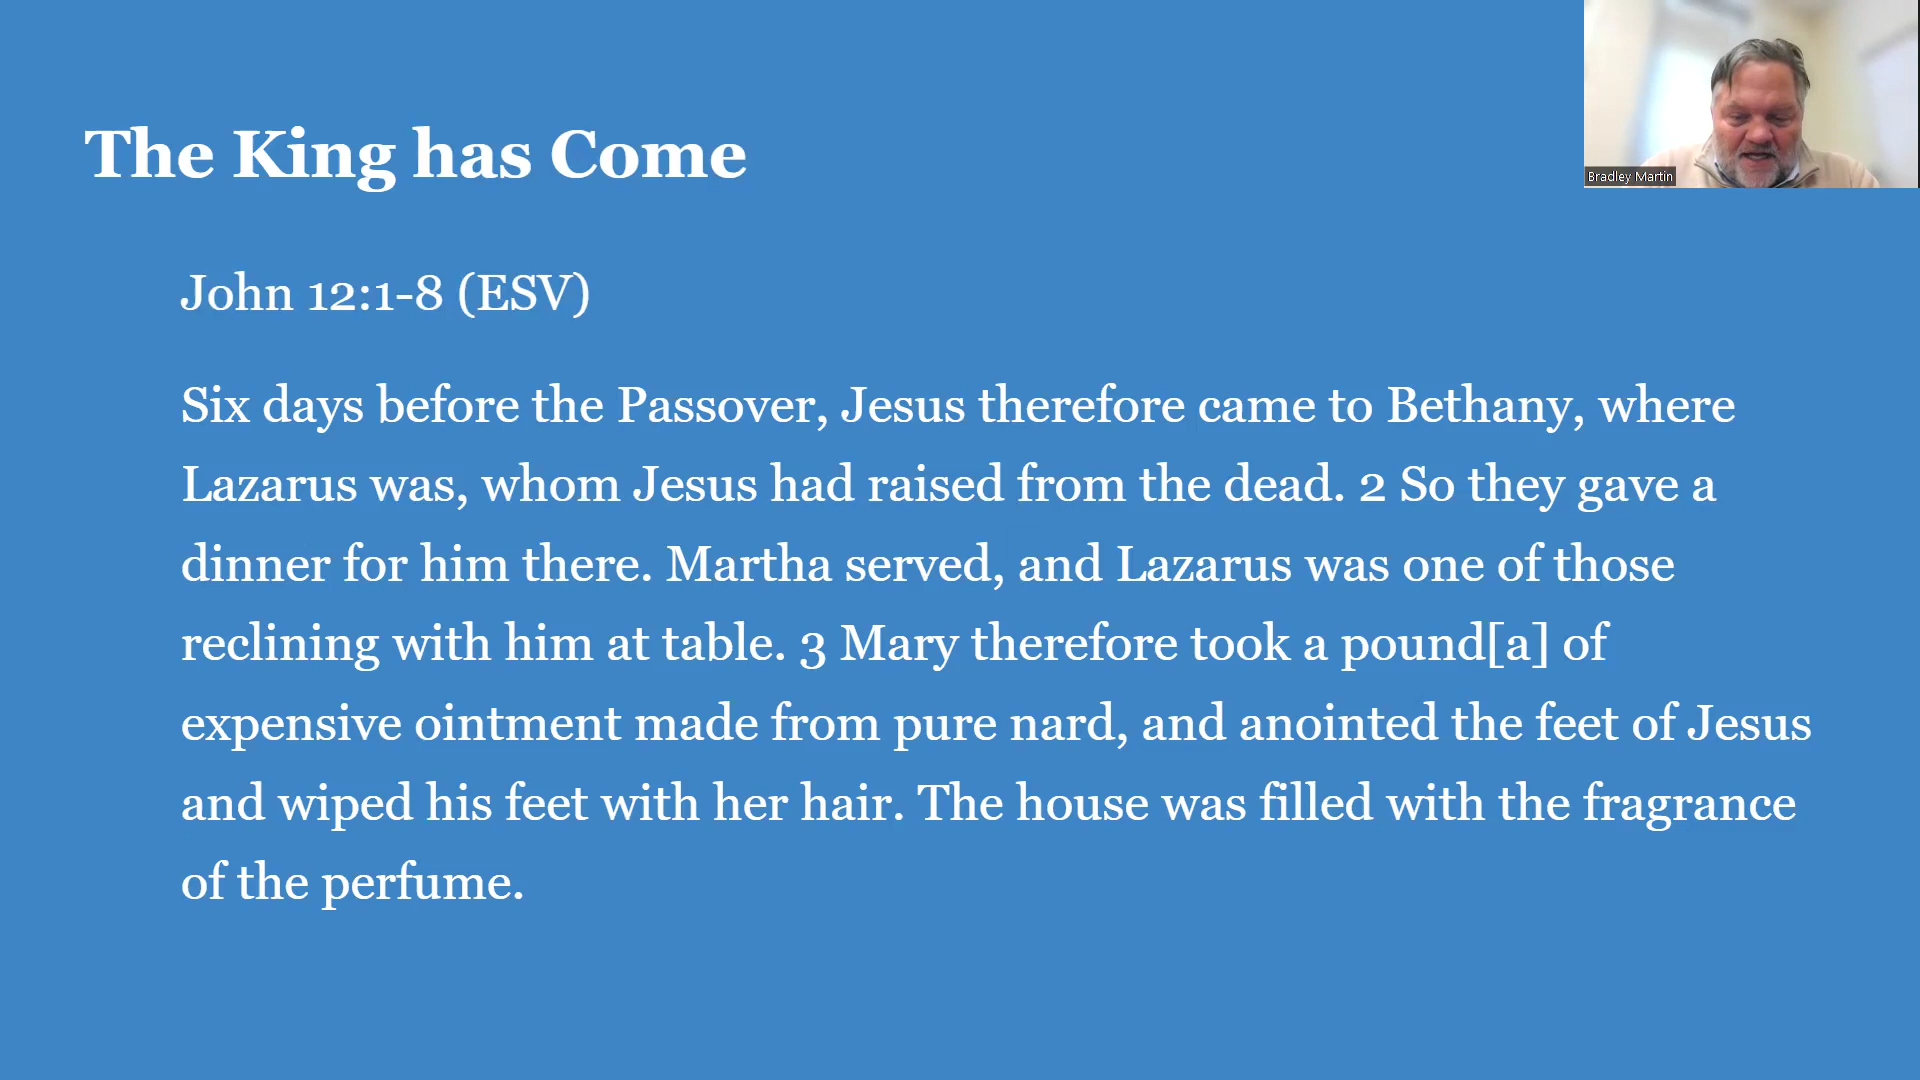 The King has Come
Bradley Martin
John 12:1-8 (ESV)
Six days before the Passover, Jesus therefore came to Bethany, where
Lazarus was, whom Jesus had raised from the dead. 2 So they gave a
dinner for him there. Martha served, and Lazarus was one of those
reclining with him at table. 3 Mary therefore took a pound[a] of
expensive ointment made from pure nard, and anointed the feet of Jesus
and wiped his feet with her hair. The house was filled with the fragrance
of the perfume.